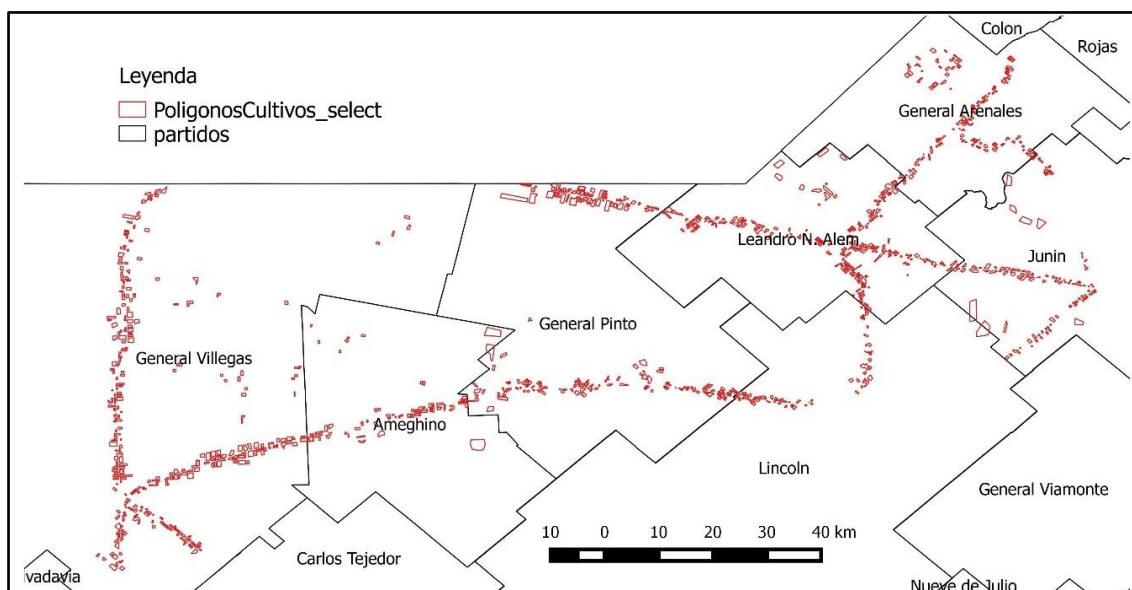 Colon
Rojas
Leyenda
PoligonosCultivos_select
partidos
General Arenales
Leandro N. Alem
Junin
General Pinto
General Villegas
Ameghino
Lincoln
General Viamonte
10 0 10 20 30 40 km
Carlos Tejedor
ivadavia
Nueve de Julio